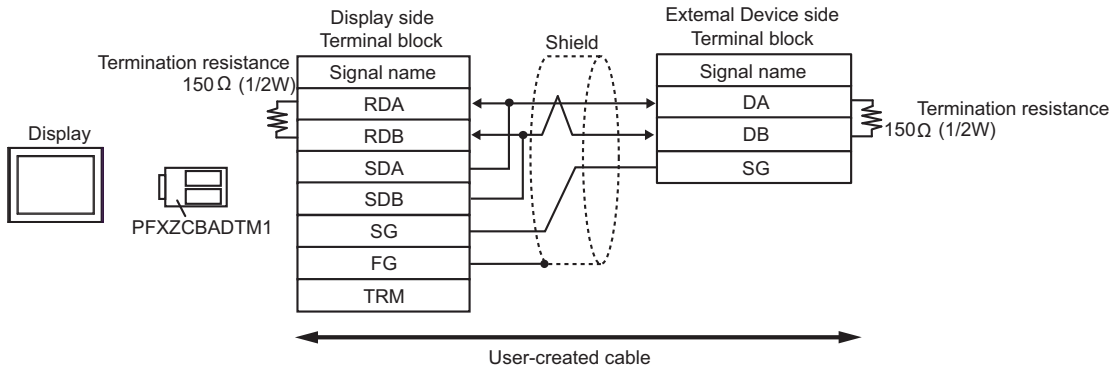 Display side
Terminal block
External Device side
Terminal block
Shield
Termination resistance
150Ω (1/2W)
Signal name
RDA
RDB
SDA
SDB
SG
FG
TRM
Signal name
DA
DB
SG
Termination resistance
150Ω (1/2W)
Display
PFXZCBADTM1
User-created cable